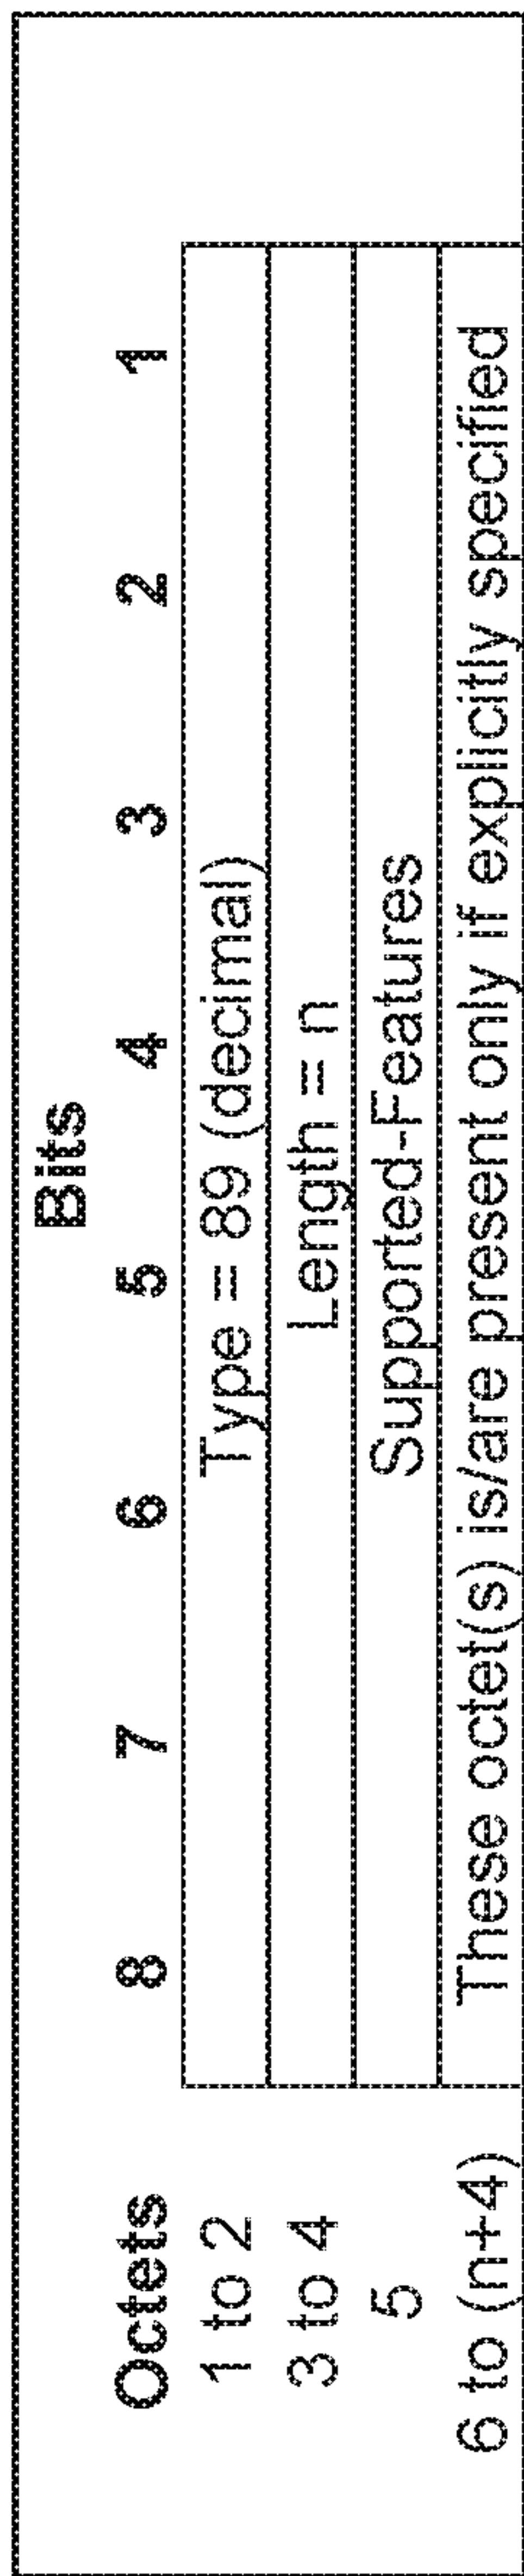 Bits
Octets 8 7 6 5 4 3 2 1
1 to 2 Type = 89 (decimal)
3 to 4 Length = n
5 Supported-Features
6 to (n+4) These octet(s) is/are present only if explicitly specified